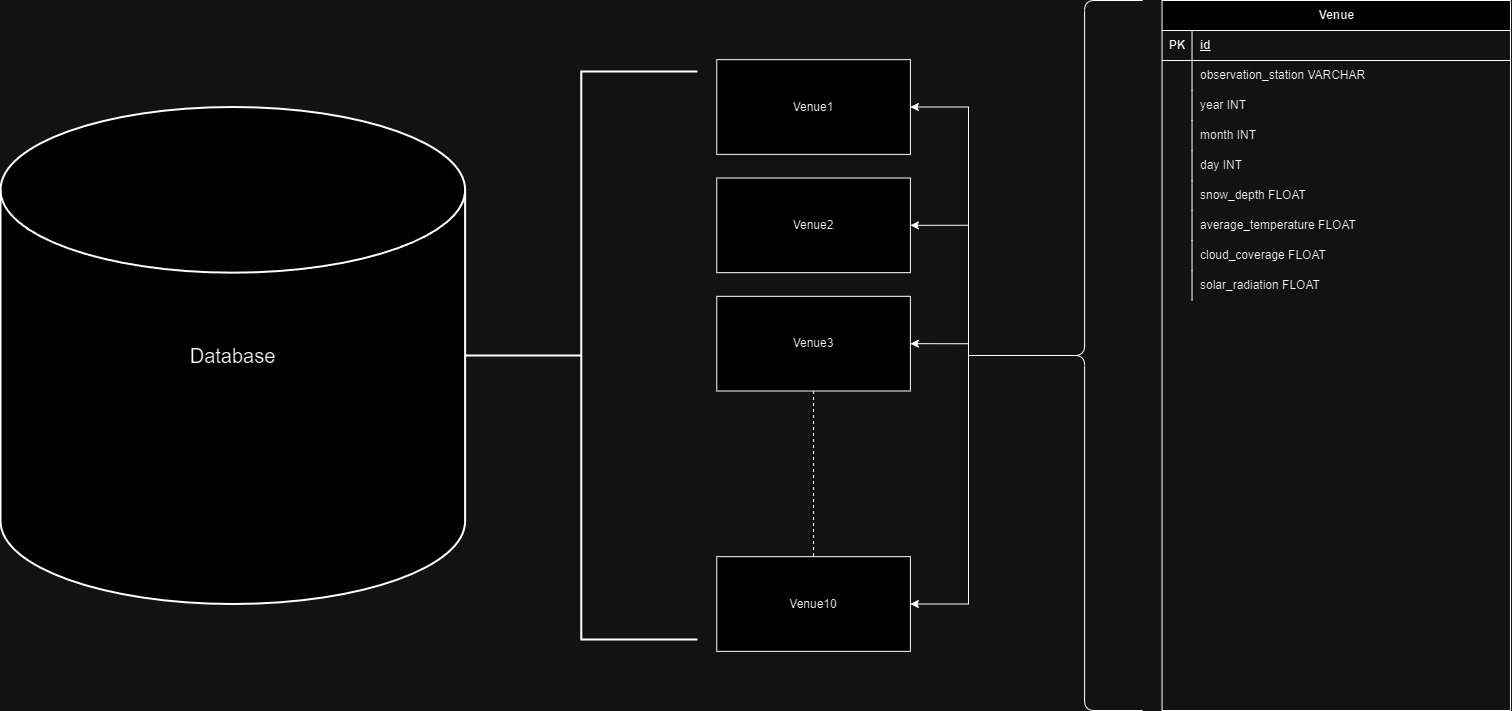 Database
Venue1
Venue2
Venue3
Venue10
Venue
PK id
observation_station VARCHAR
year INT
month INT
day INT
snow_depth FLOAT
average_temperature FLOAT
cloud_coverage FLOAT
solar_radiation FLOAT